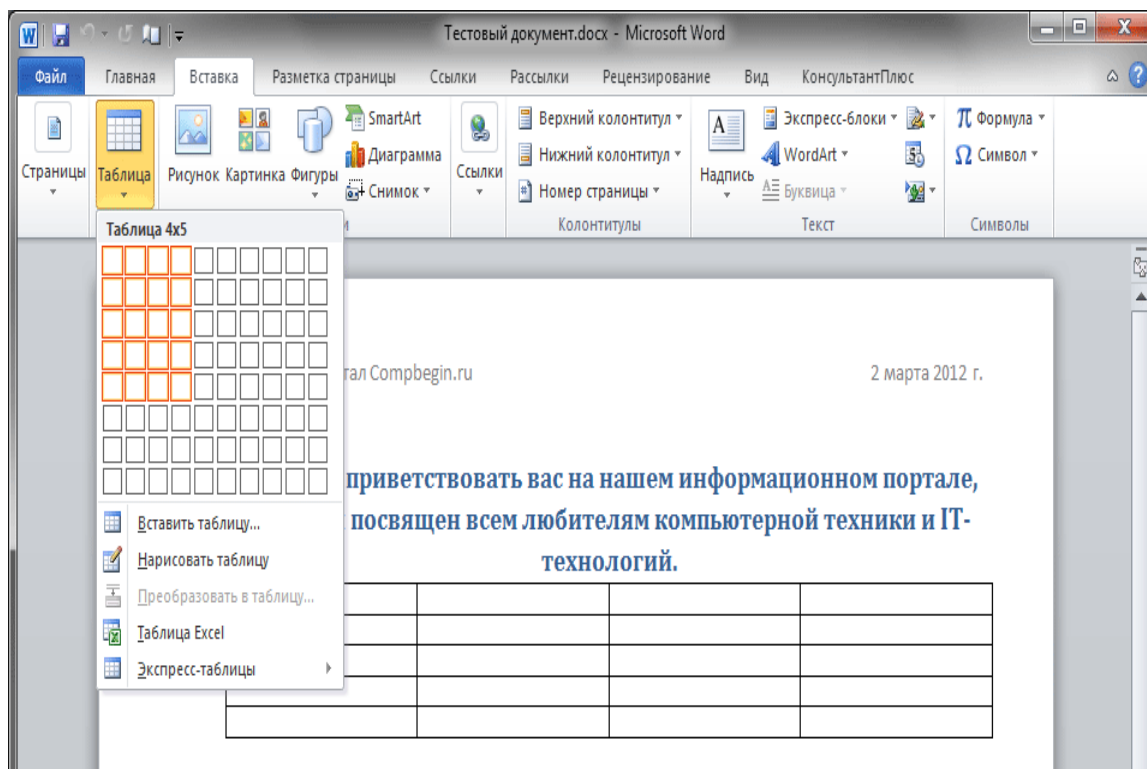 Тестовый документ.docx - Microsoft Word
Файл Главная Вставка Разметка страницы Ссылки Рассылки Рецензирование Вид КонсультантПлюс
Страницы
Таблица
Рисунок Картинка Фигуры
SmartArt
Диаграмма
Снимок
Ссылки
Верхний колонтитул
Нижний колонтитул
Номер страницы
Колонтитулы
Надпись
Экспресс-блоки
WordArt
Буквица
Текст
π Формула
Ω Символ
Символы
Таблица 4x5
Вставить таблицу...
Нарисовать таблицу
Преобразовать в таблицу...
Таблица Excel
Экспресс-таблицы
Compbegin.ru 2 марта 2012 г.
приветствовать вас на нашем информационном портале,
посвящен всем любителям компьютерной техники и IT-
технологий.